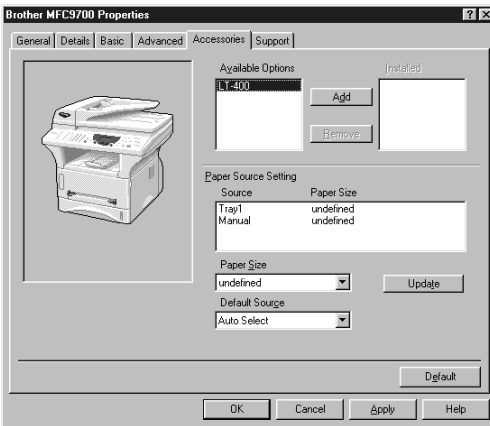 Brother MFC9700 Properties
General Details Basic Advanced Accessories Support
Available Options Installed
LT-400
Add
Remove
Paper Source Setting
Source Paper Size
Tray1 undefined
Manual undefined
Paper Size
undefined
Update
Default Source
Auto Select
Default
OK Cancel Apply Help